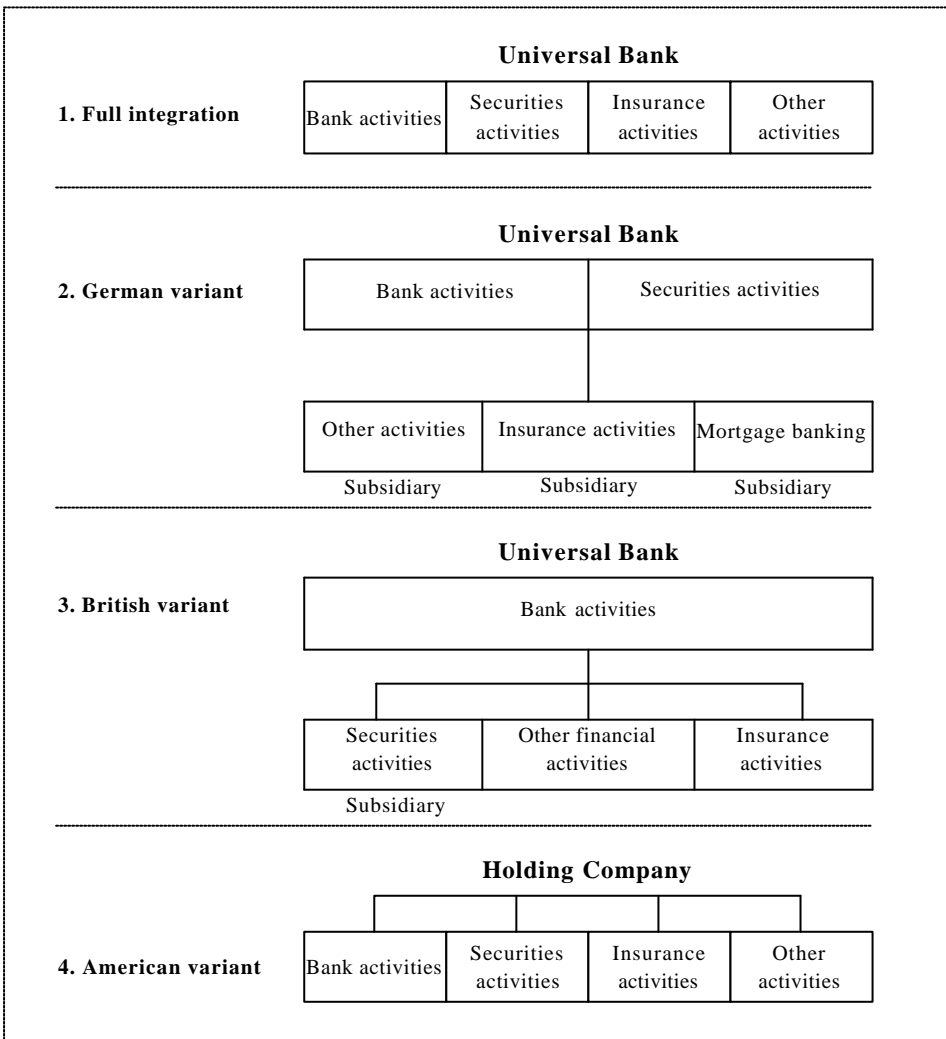 Universal Bank
1. Full integration
Bank activities
Securities
activities
Insurance
activities
Other
activities
Universal Bank
2. German variant
Bank activities
Securities activities
Other activities
Insurance activities
Mortgage banking
Subsidiary
Subsidiary
Subsidiary
Universal Bank
3. British variant
Bank activities
Securities
activities
Other financial
activities
Insurance
activities
Subsidiary
Holding Company
4. American variant
Bank activities
Securities
activities
Insurance
activities
Other
activities